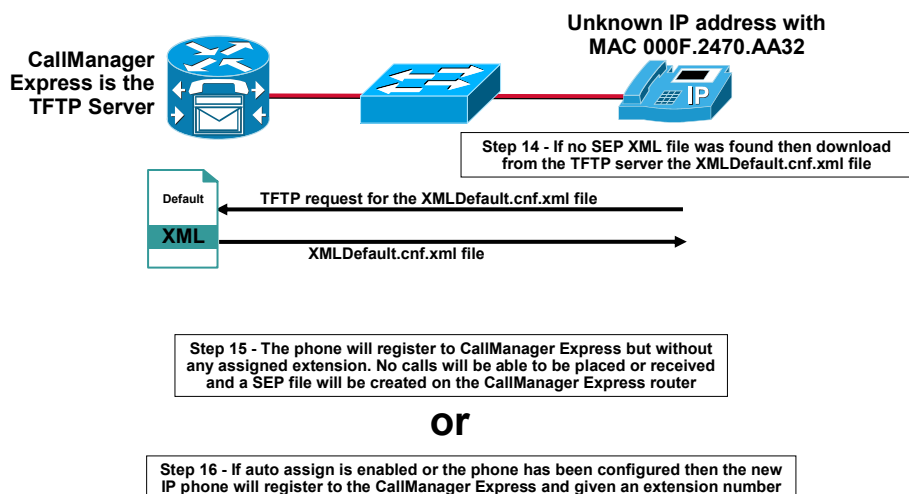 CallManager
Express is the
TFTP Server
Unknown IP address with
MAC 000F.2470.AA32
IP
Step 14 - If no SEP XML file was found then download
from the TFTP server the XMLDefault.cnf.xml file
Default
XML
TFTP request for the XMLDefault.cnf.xml file
XMLDefault.cnf.xml file
Step 15 - The phone will register to CallManager Express but without
any assigned extension. No calls will be able to be placed or received
and a SEP file will be created on the CallManager Express router
or
Step 16 - If auto assign is enabled or the phone has been configured then the new
IP phone will register to the CallManager Express and given an extension number